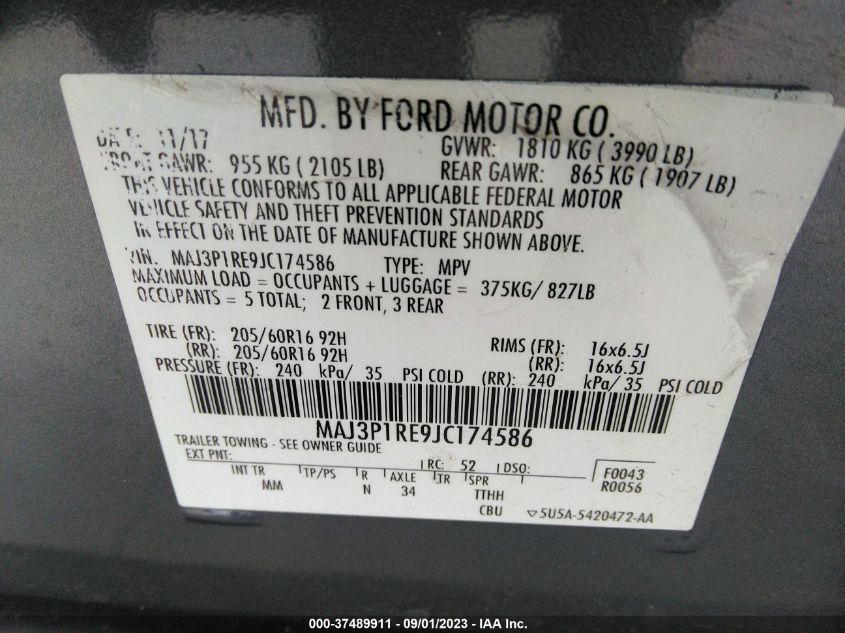 MFD. BY FORD MOTOR CO.
DATE: 11/17 GVWR: 1810 KG ( 3990 LB)
FRONT GAWR: 955 KG ( 2105 LB) REAR GAWR: 865 KG ( 1907 LB)
THIS VEHICLE CONFORMS TO ALL APPLICABLE FEDERAL MOTOR
VEHICLE SAFETY AND THEFT PREVENTION STANDARDS
IN EFFECT ON THE DATE OF MANUFACTURE SHOWN ABOVE.
VIN: MAJ3P1RE9JC174586 TYPE: MPV
MAXIMUM LOAD = OCCUPANTS + LUGGAGE = 375KG/ 827LB
OCCUPANTS = 5 TOTAL; 2 FRONT, 3 REAR
TIRE (FR): 205/60R16 92H RIMS (FR): 16x6.5J
(RR): 205/60R16 92H (RR): 16x6.5J
PRESSURE (FR): 240 kPa/ 35 PSI COLD (RR): 240 kPa/ 35 PSI COLD
MAJ3P1RE9JC174586
TRAILER TOWING - SEE OWNER GUIDE
EXT PNT: RC: 52 DSO: F0043
INT TR TP/PS R AXLE TR SPR R0056
MM N 34 TTHH
CBU ▽5U5A-5420472-AA
000-37489911 - 09/01/2023 - IAA Inc.